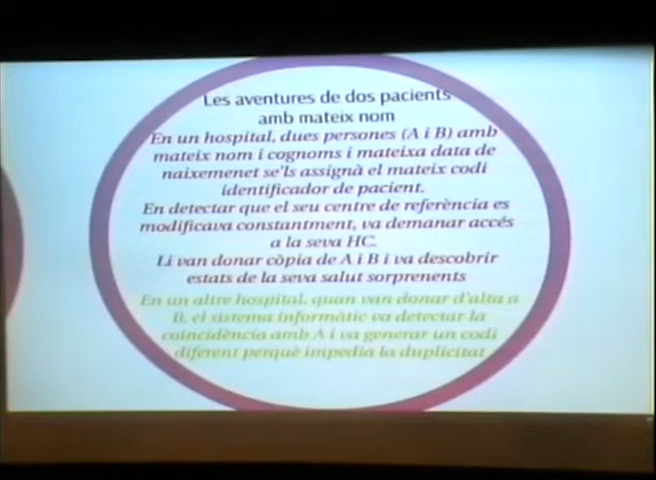 Les aventures de dos pacients
amb mateix nom
En un hospital, dues persones (A i B) amb
mateix nom i cognoms i mateixa data de
naixemenet se'ls assignà el mateix codi
identificador de pacient.
En detectar que el seu centre de referència es
modificava constantment, va demanar accés
a la seva HC.
Li van donar còpia de A i B i va descobrir
estats de la seva salut sorprenents
En un altre hospital, quan van donar d'alta a
B, el sistema informàtic va detectar la
coincidència amb A i va generar un codi
diferent perquè impedia la duplicitat